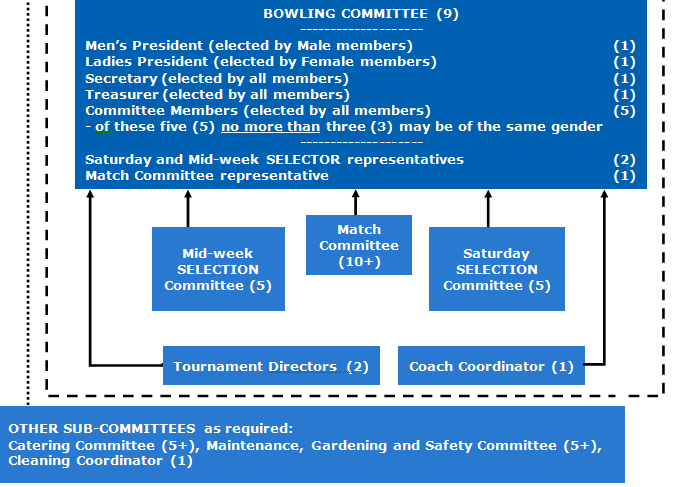 BOWLING COMMITTEE (9)
--------------------
Men's President (elected by Male members) (1)
Ladies President (elected by Female members) (1)
Secretary (elected by all members) (1)
Treasurer (elected by all members) (1)
Committee Members (elected by all members) (5)
- of these five (5) no more than three (3) may be of the same gender
--------------------
Saturday and Mid-week SELECTOR representatives (2)
Match Committee representative (1)
Match
Committee
(10+)
Mid-week
SELECTION
Committee (5)
Saturday
SELECTION
Committee (5)
Tournament Directors (2)
Coach Coordinator (1)
OTHER SUB-COMMITTEES as required:
Catering Committee (5+), Maintenance, Gardening and Safety Committee (5+),
Cleaning Coordinator (1)